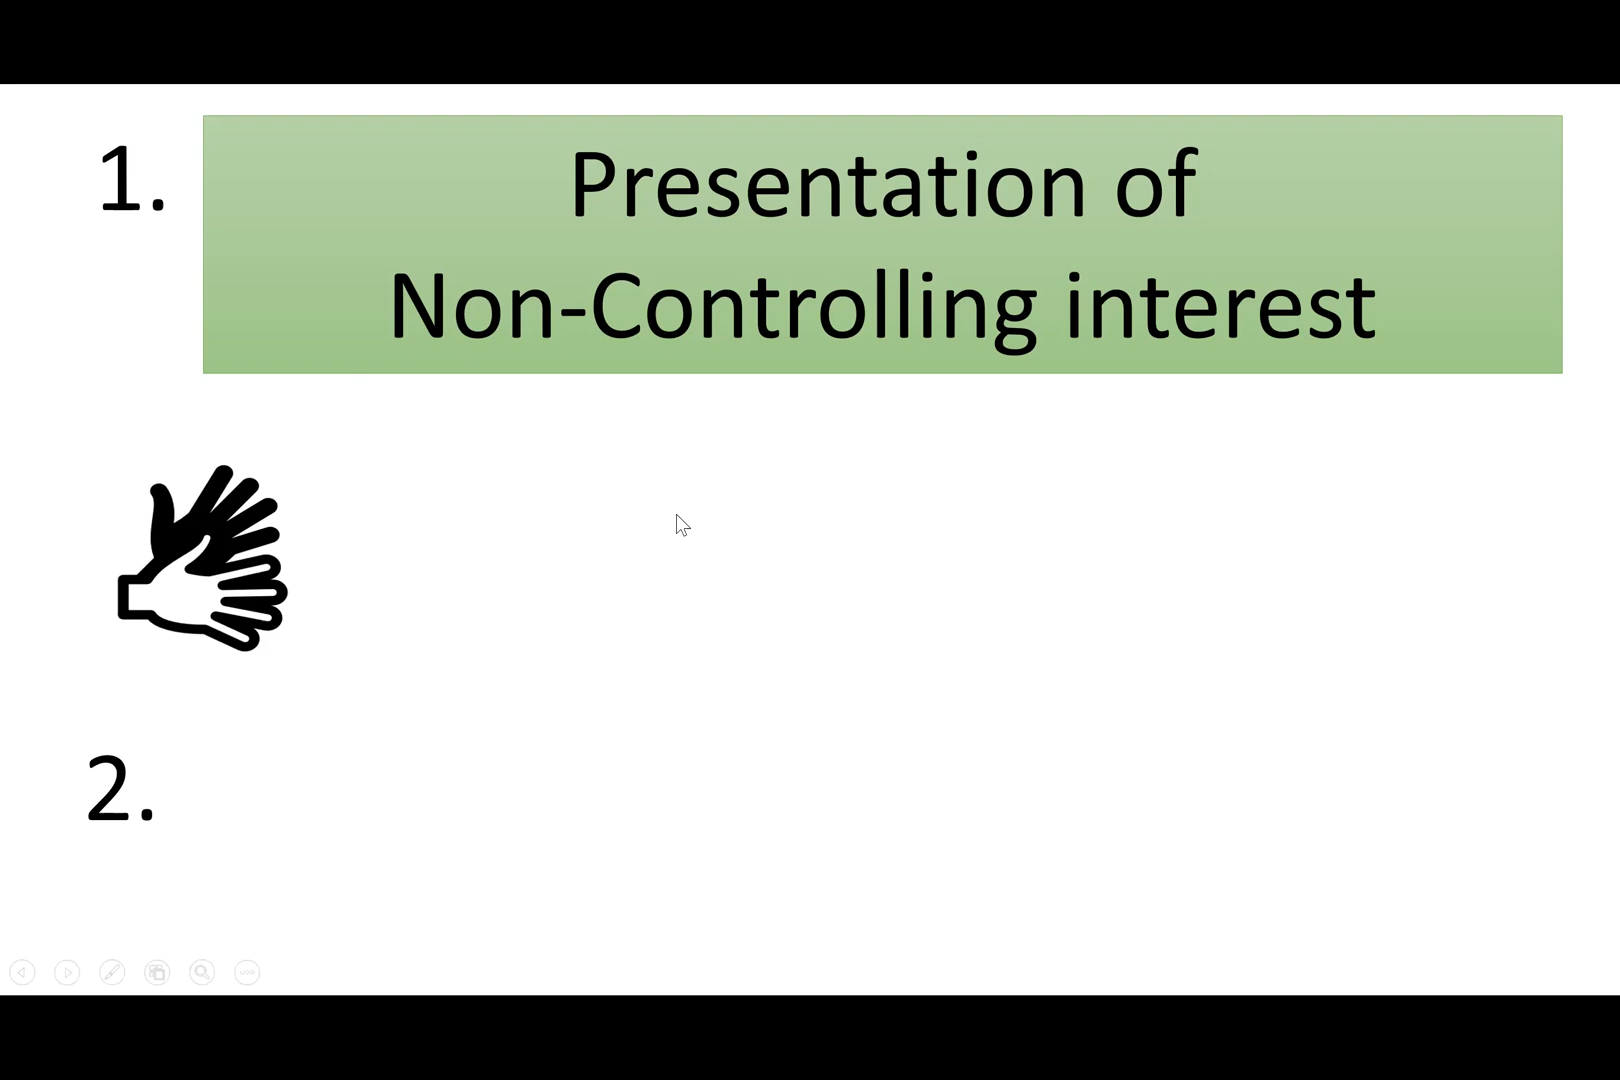 1.
Presentation of
Non-Controlling interest
2.